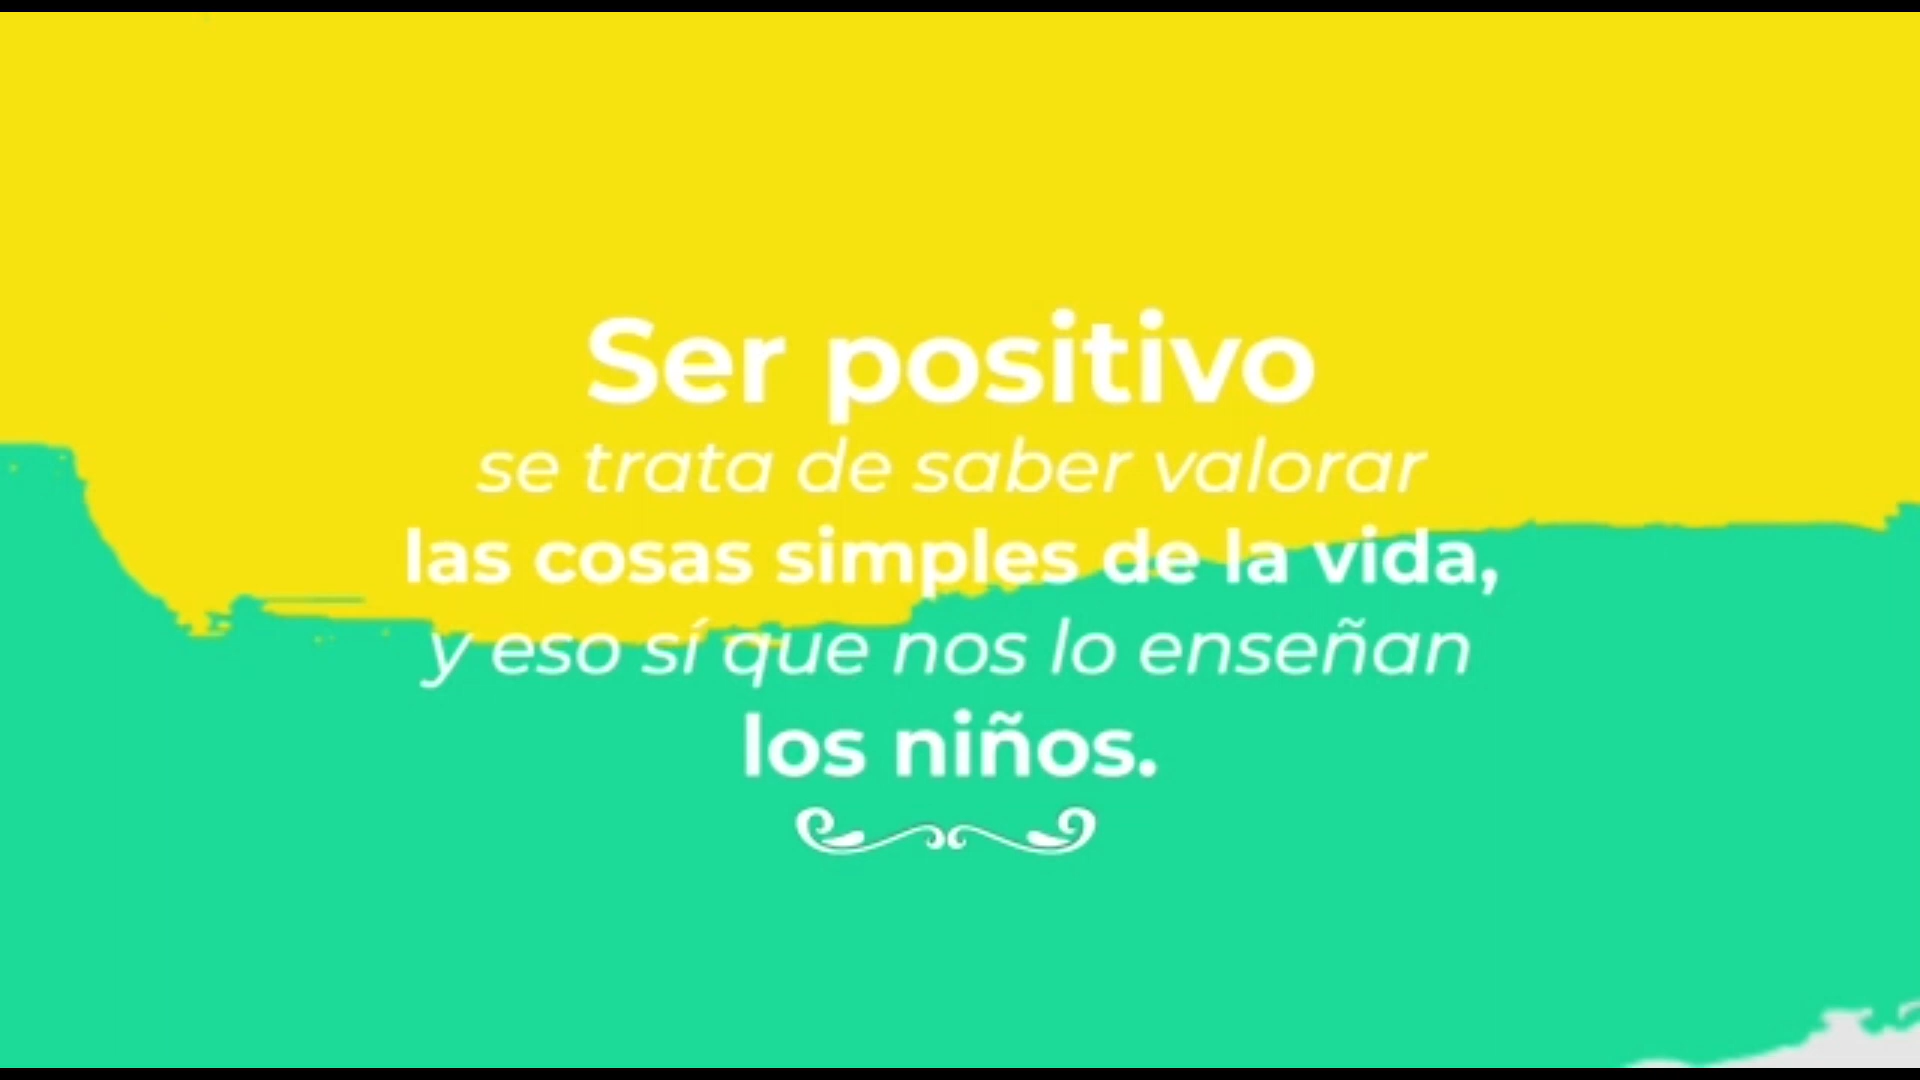 Ser positivo
se trata de saber valorar
las cosas simples de la vida,
y eso sí que nos lo enseñan
los niños.